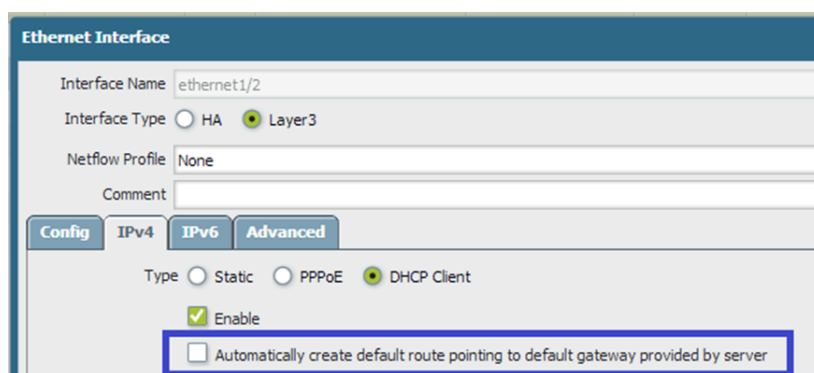 Ethernet Interface
Interface Name ethernet1/2
Interface Type HA Layer3
Netflow Profile None
Comment
Config IPv4 IPv6 Advanced
Type Static PPPoE DHCP Client
Enable
Automatically create default route pointing to default gateway provided by server